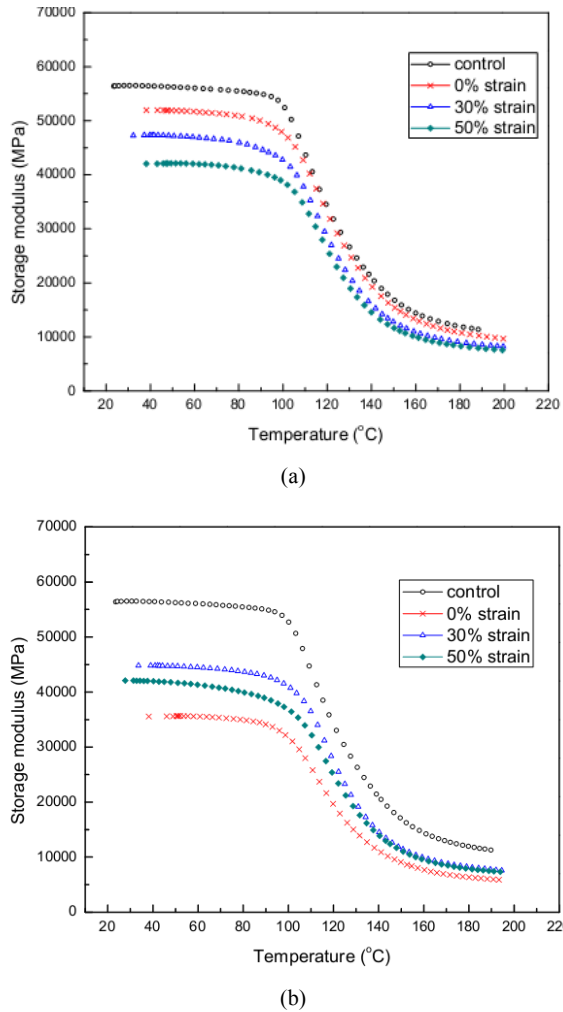 70000
60000
50000
40000
30000
20000
10000
0
Storage modulus (MPa)
control
0% strain
30% strain
50% strain
20 40 60 80 100 120 140 160 180 200 220
Temperature (°C)
(a)
70000
60000
50000
40000
30000
20000
10000
0
Storage modulus (MPa)
control
0% strain
30% strain
50% strain
20 40 60 80 100 120 140 160 180 200 220
Temperature (°C)
(b)